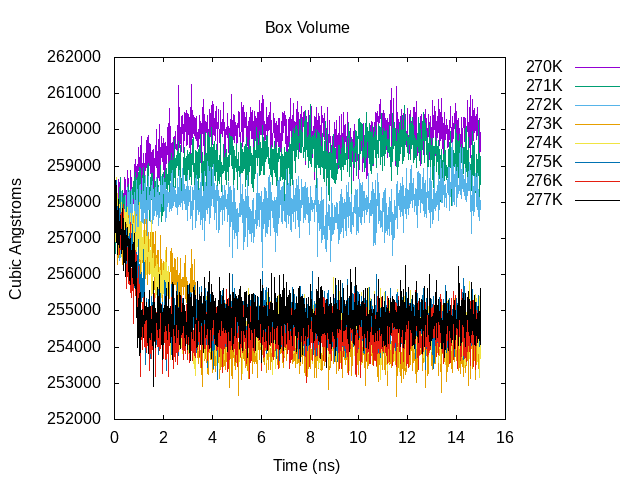 Box Volume
262000
261000
260000
259000
258000
257000
256000
255000
254000
253000
252000
0 2 4 6 8 10 12 14 16
Cubic Angstroms
Time (ns)
270K
271K
272K
273K
274K
275K
276K
277K